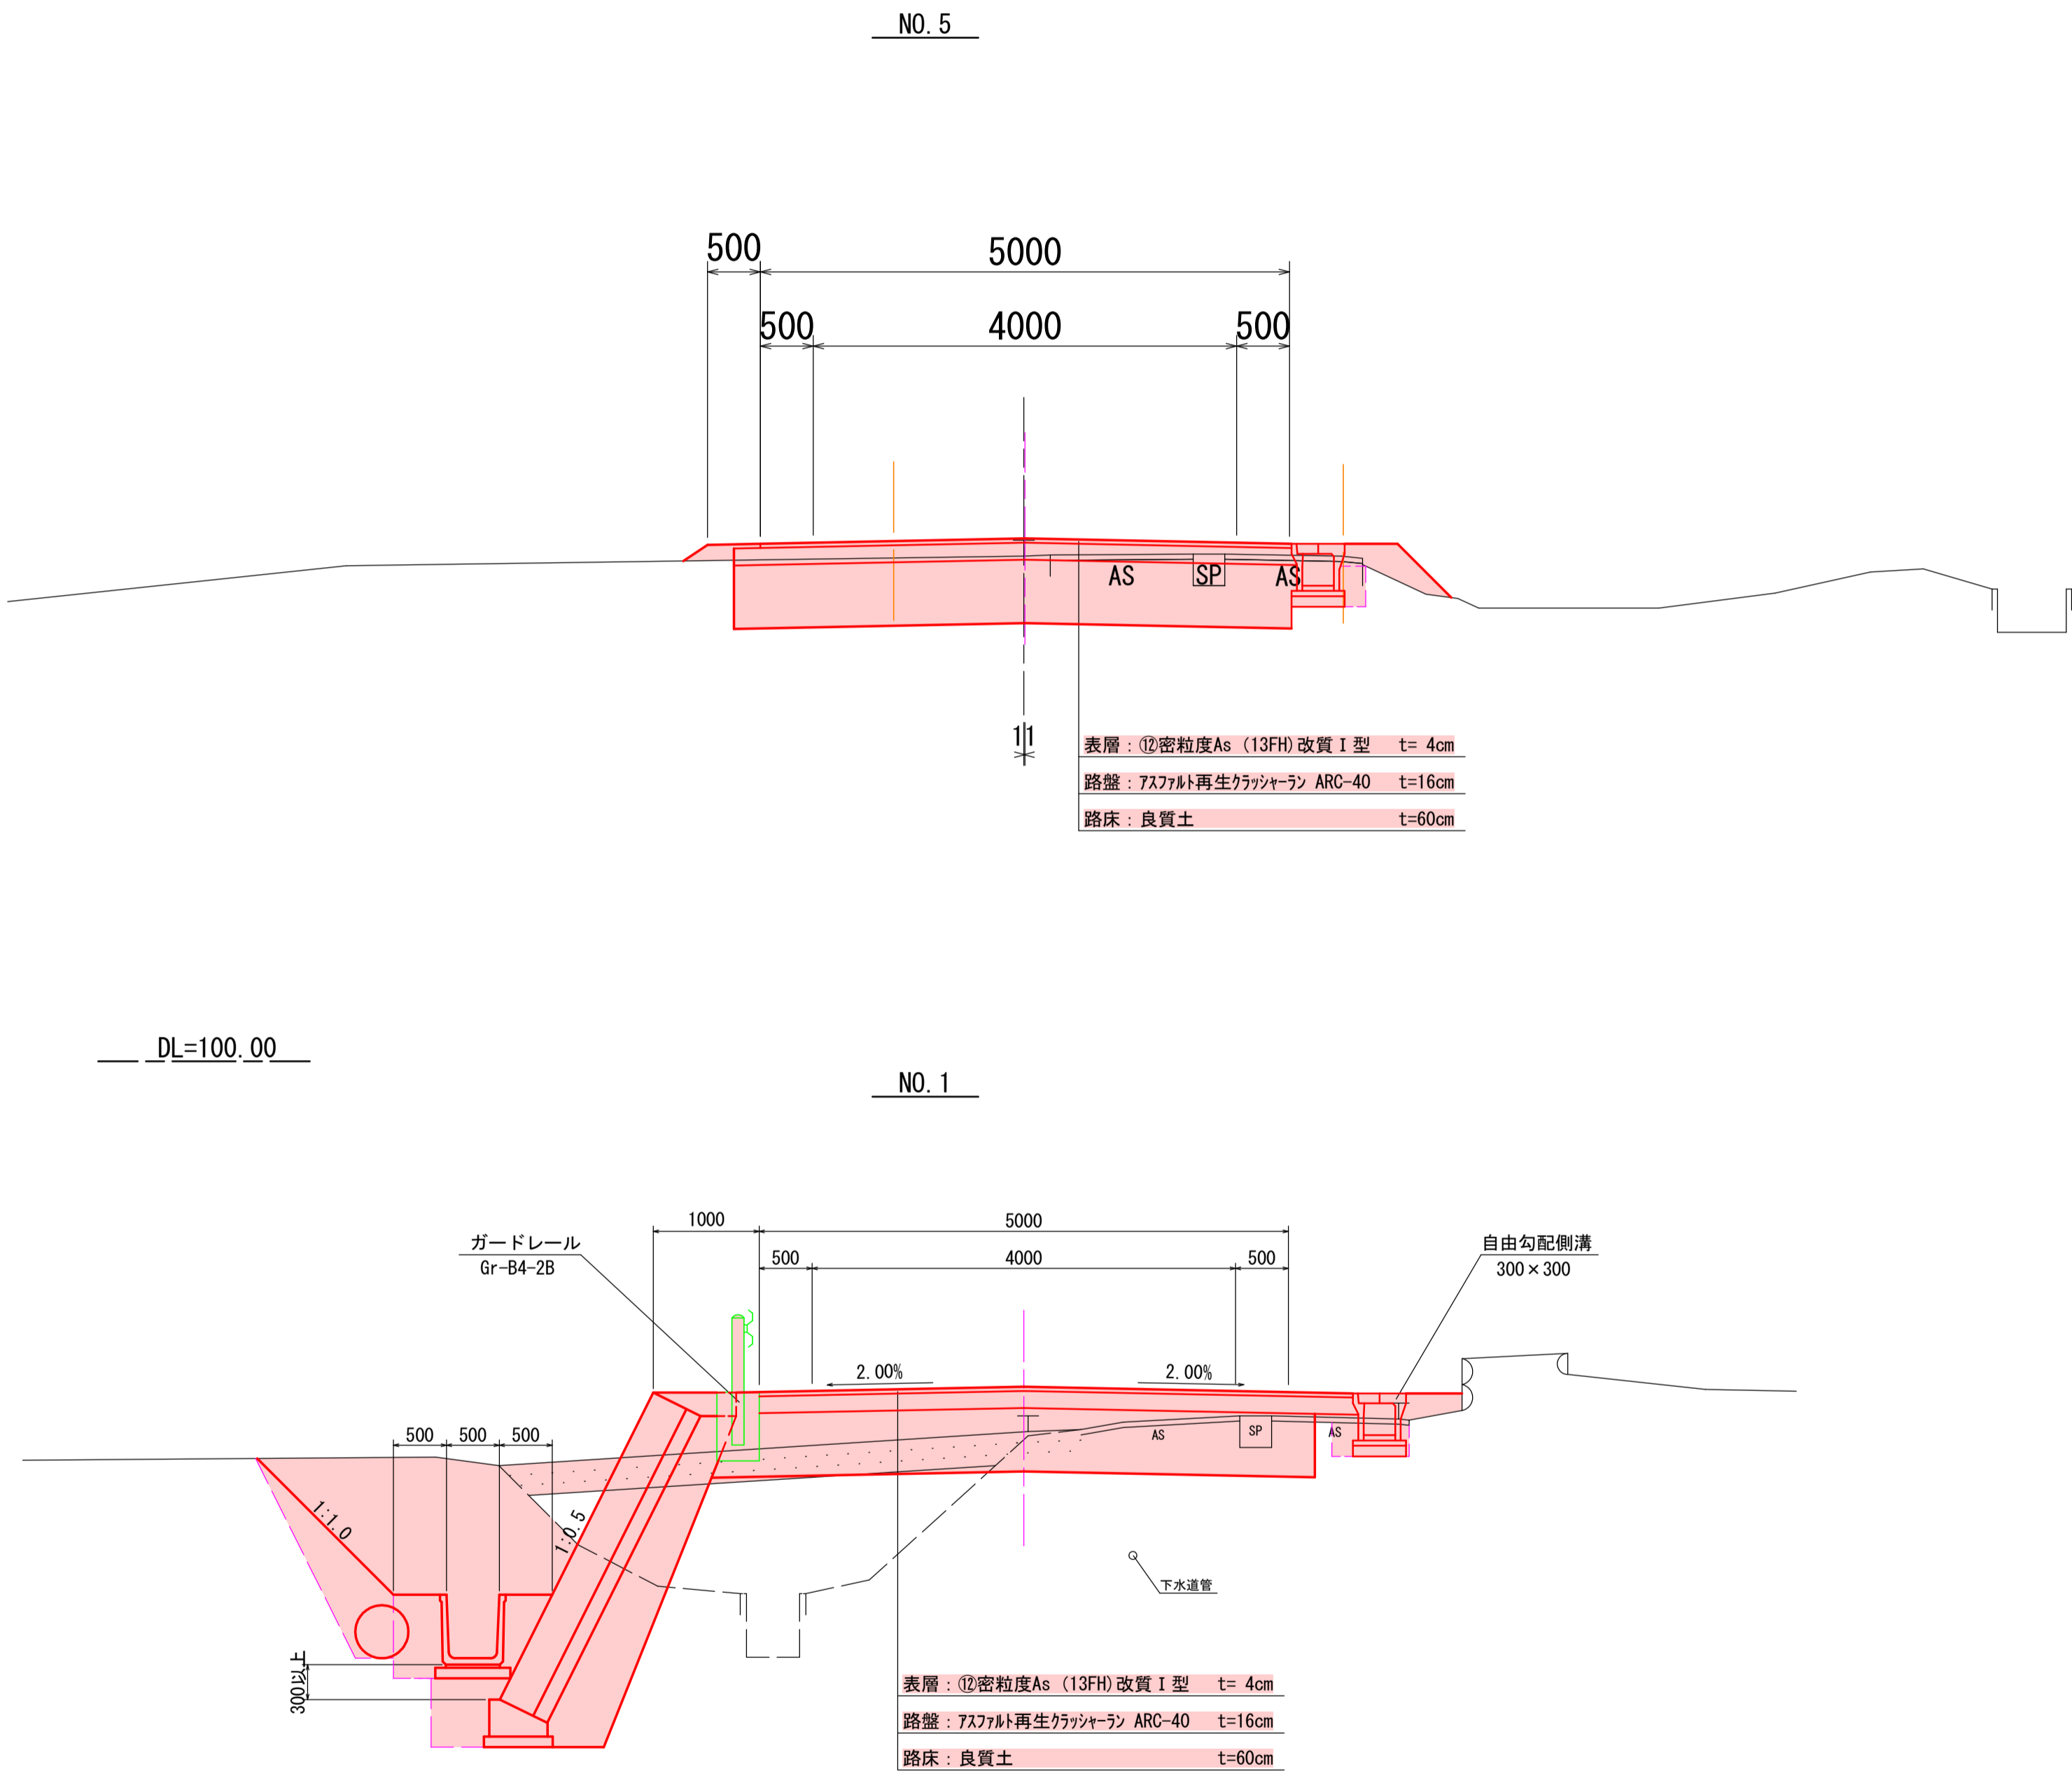 NO.5
500
5000
500
4000
500
AS
SP
AS
11
表層：⑫密粒度As (13FH)改質Ⅰ型 t= 4cm
路盤：ｱｽﾌｧﾙﾄ再生ｸﾗｯｼｬｰﾗﾝ ARC-40 t=16cm
路床：良質土 t=60cm
DL=100.00
NO.1
1000
5000
ガードレール
Gr-B4-2B
500
4000
500
自由勾配側溝
300×300
2.00%
2.00%
500
500
500
AS
SP
AS
1:1.0
1:0.5
下水道管
300以上
表層：⑫密粒度As (13FH)改質Ⅰ型 t= 4cm
路盤：ｱｽﾌｧﾙﾄ再生ｸﾗｯｼｬｰﾗﾝ ARC-40 t=16cm
路床：良質土 t=60cm